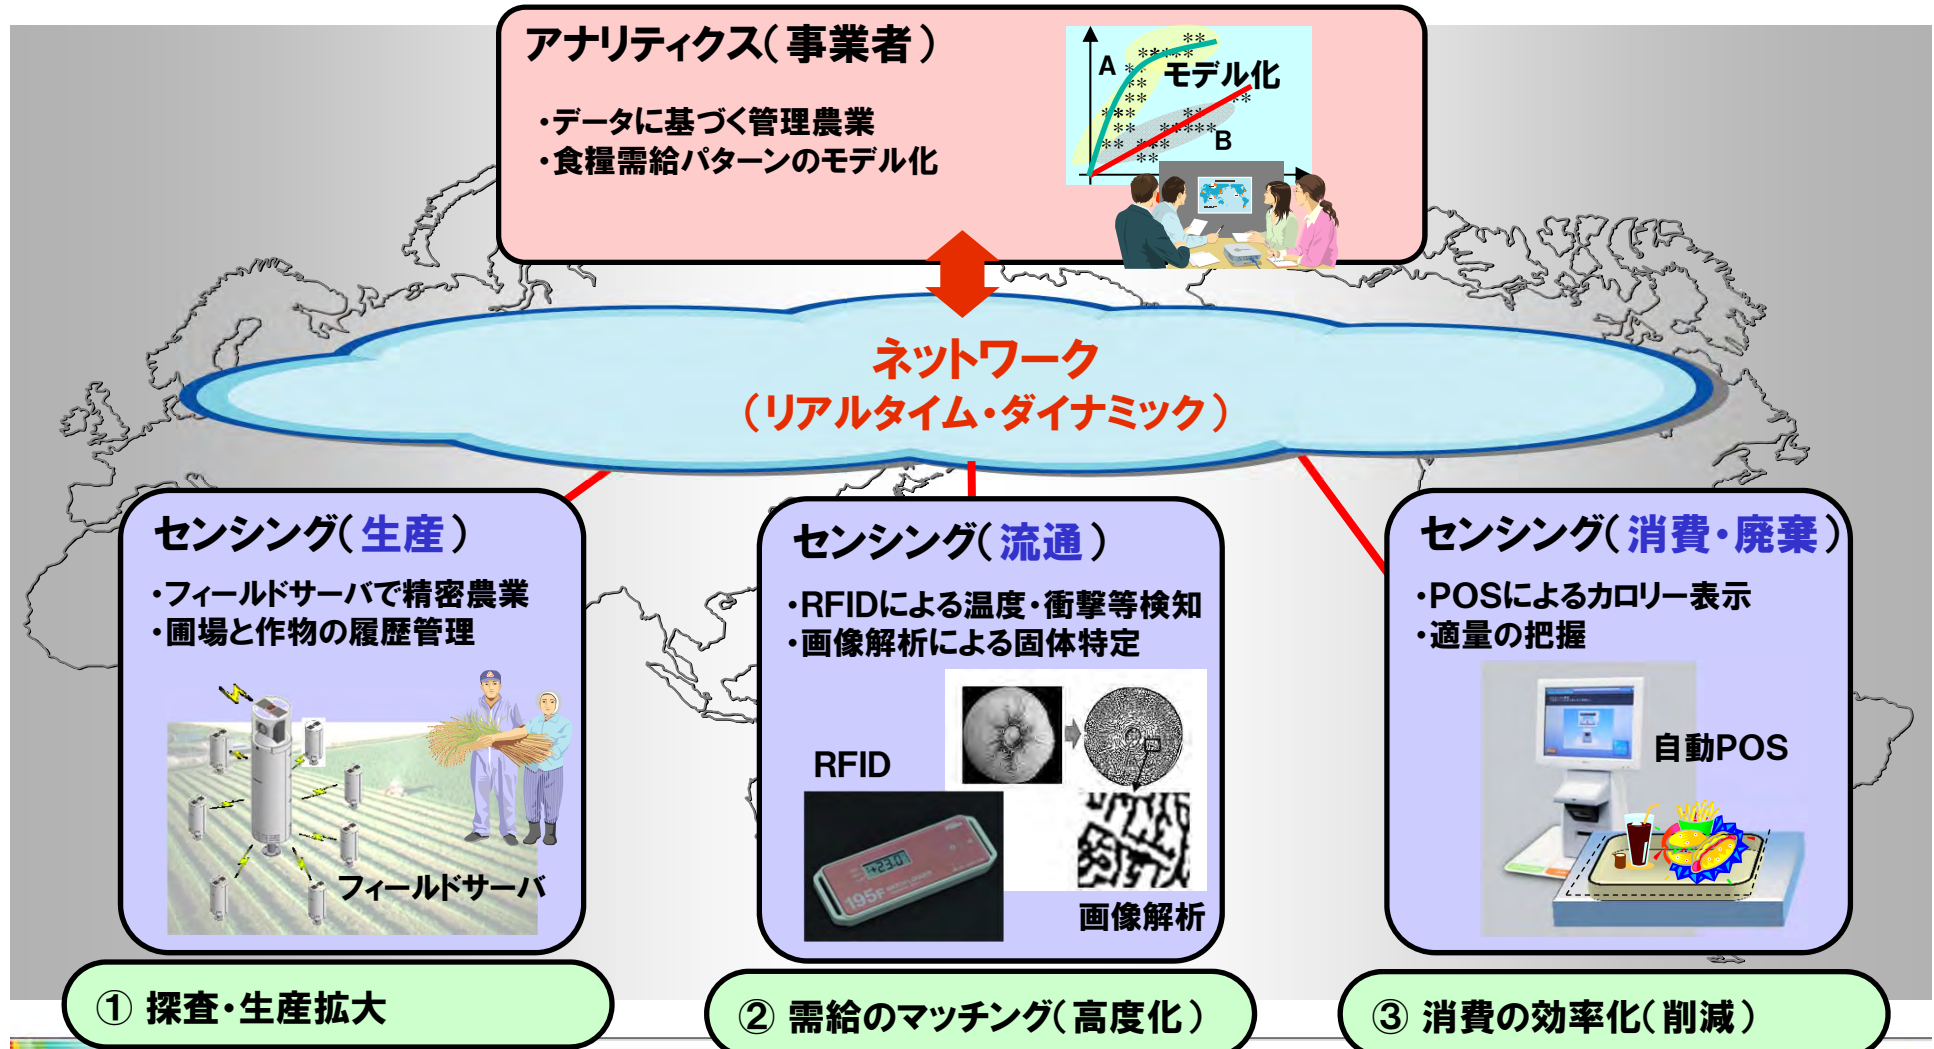 アナリティクス(事業者)
・データに基づく管理農業
・食糧需給パターンのモデル化
A
モデル化
B
ネットワーク
(リアルタイム・ダイナミック)
センシング(生産)
・フィールドサーバで精密農業
・圃場と作物の履歴管理
フィールドサーバ
センシング(流通)
・RFIDによる温度・衝撃等検知
・画像解析による固体特定
RFID
+23.0
195F
画像解析
センシング(消費・廃棄)
・POSによるカロリー表示
・適量の把握
自動POS
① 探査・生産拡大
② 需給のマッチング(高度化)
③ 消費の効率化(削減)